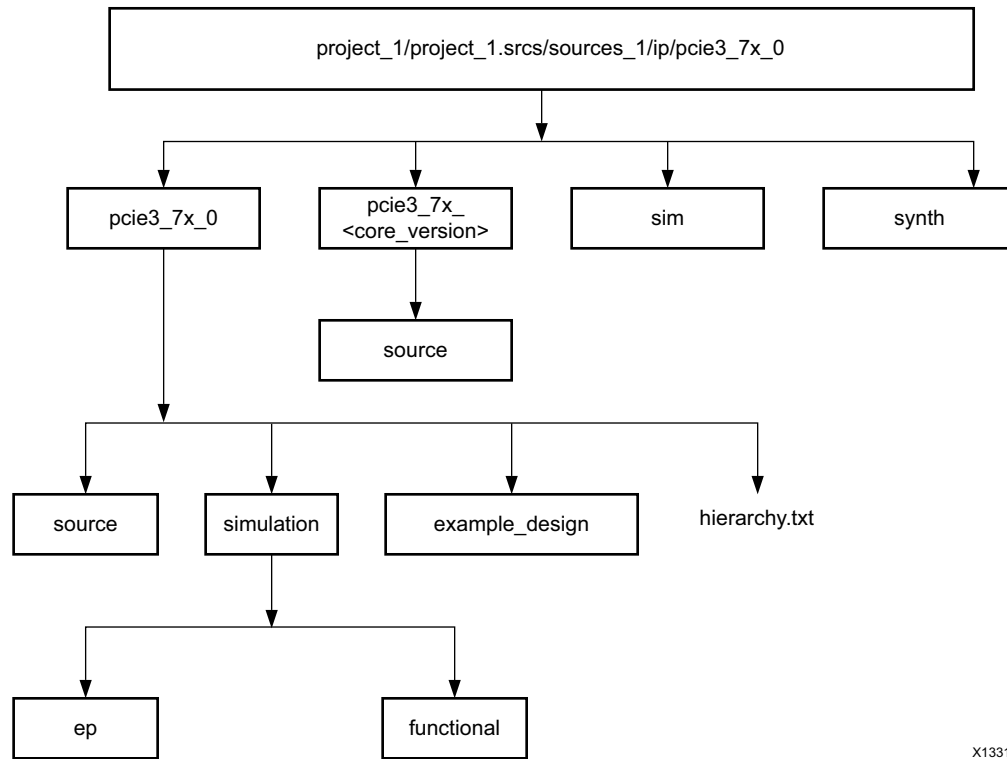 project_1/project_1.srcs/sources_1/ip/pcie3_7x_0
pcie3_7x_0
pcie3_7x_
<core_version>
sim
synth
source
source
simulation
example_design
hierarchy.txt
ep
functional
X1331